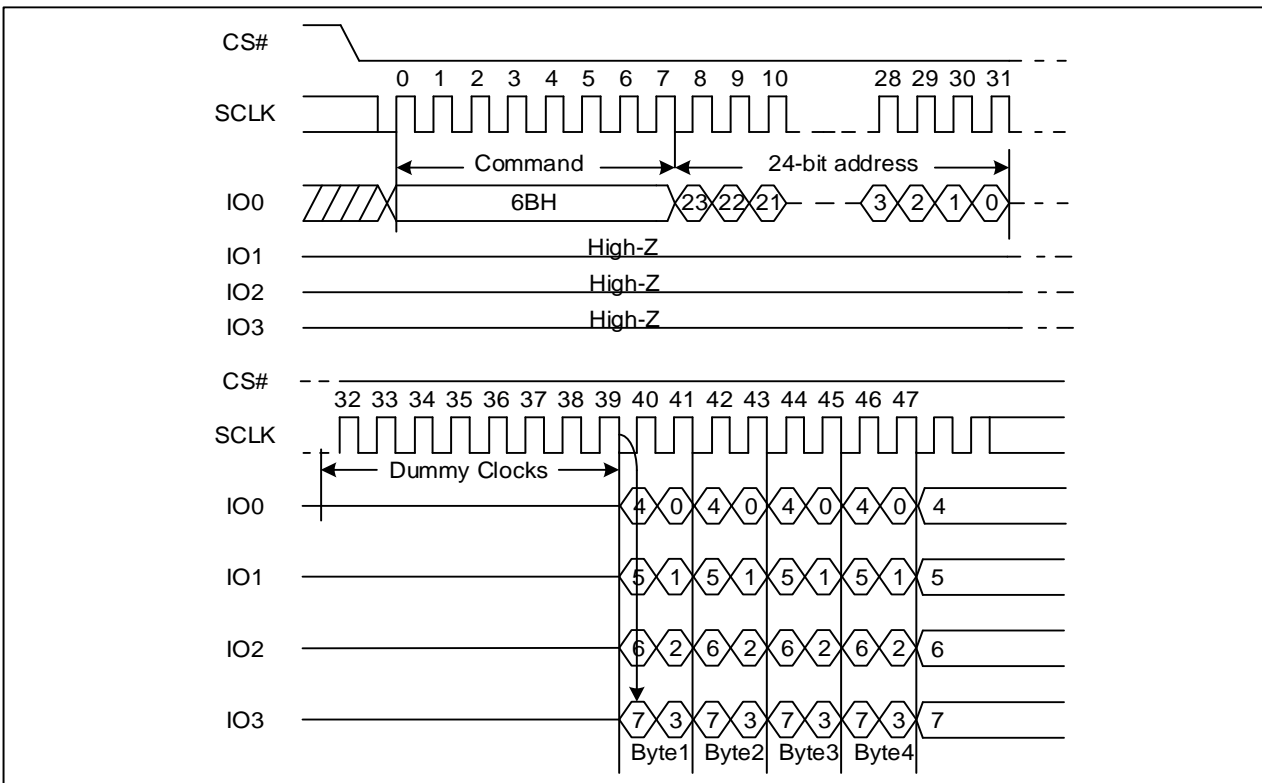 CS#
0 1 2 3 4 5 6 7 8 9 10 28 29 30 31
SCLK
Command 24-bit address
IO0 6BH 23 22 21 3 2 1 0
High-Z
IO1
High-Z
IO2
High-Z
IO3
CS#
32 33 34 35 36 37 38 39 40 41 42 43 44 45 46 47
SCLK
Dummy Clocks
IO0 4 0 4 0 4 0 4 0 4
IO1 5 1 5 1 5 1 5 1 5
IO2 6 2 6 2 6 2 6 2 6
IO3 7 3 7 3 7 3 7 3 7
Byte1 Byte2 Byte3 Byte4